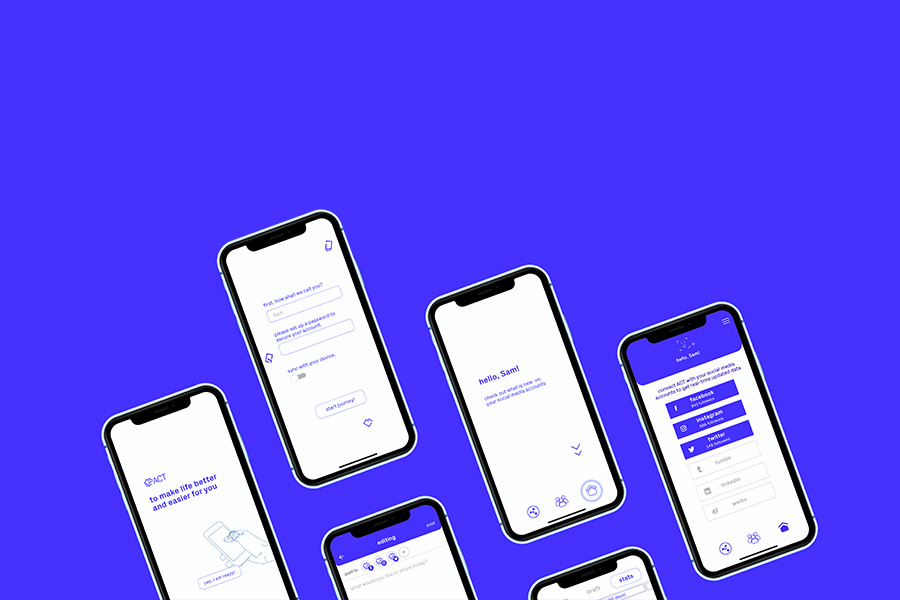 first, how shall we call you?
Sam
please set up a password to
secure your account.
sync with your device.
start journey!
hello, Sam!
check out what is new on
your social media accounts
hello, Sam!
connect ACT with your social media
accounts to get real-time updated data
facebook
instagram
twitter
tumblr
linkedin
weibo
ACT
to make life better
and easier for you
yep, I am ready!
editing
post
post to
what would you like to share today?
draft
stats
days!